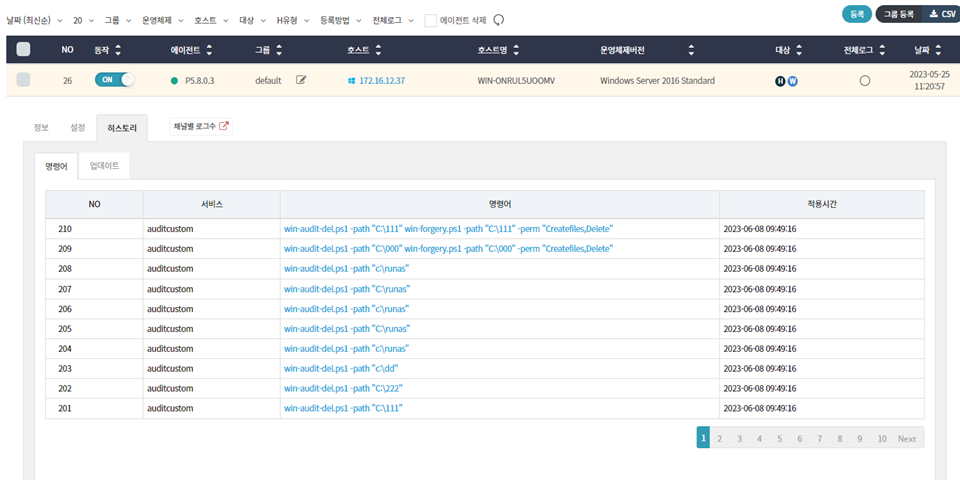 등록 그룹 등록 CSV
날짜 (최신순) 20 그룹 운영체제 호스트 대상 H유형 등록방법 전체로그 에이전트 삭제
NO 동작 에이전트 그룹 호스트 호스트명 운영체제버전 대상 전체로그 날짜
26 ON P5.8.0.3 default 172.16.12.37 WIN-ONRUL5UOOMV Windows Server 2016 Standard H W 2023-05-25
11:20:57
정보 설정 히스토리 채널별 로그수
명령어 업데이트
NO 서비스 명령어 적용시간
210 auditcustom win-audit-del.ps1 -path "C:\111" win-forgery.ps1 -path "C:\111" -perm "Createfiles,Delete" 2023-06-08 09:49:16
209 auditcustom win-audit-del.ps1 -path "C:\000" win-forgery.ps1 -path "C:\000" -perm "Createfiles,Delete" 2023-06-08 09:49:16
208 auditcustom win-audit-del.ps1 -path "c:\runas" 2023-06-08 09:49:16
207 auditcustom win-audit-del.ps1 -path "C:\runas" 2023-06-08 09:49:16
206 auditcustom win-audit-del.ps1 -path "c:\runas" 2023-06-08 09:49:16
205 auditcustom win-audit-del.ps1 -path "C:\runas" 2023-06-08 09:49:16
204 auditcustom win-audit-del.ps1 -path "c:\runas" 2023-06-08 09:49:16
203 auditcustom win-audit-del.ps1 -path "c:\dd" 2023-06-08 09:49:16
202 auditcustom win-audit-del.ps1 -path "C:\222" 2023-06-08 09:49:16
201 auditcustom win-audit-del.ps1 -path "C:\111" 2023-06-08 09:49:16
1 2 3 4 5 6 7 8 9 10 Next